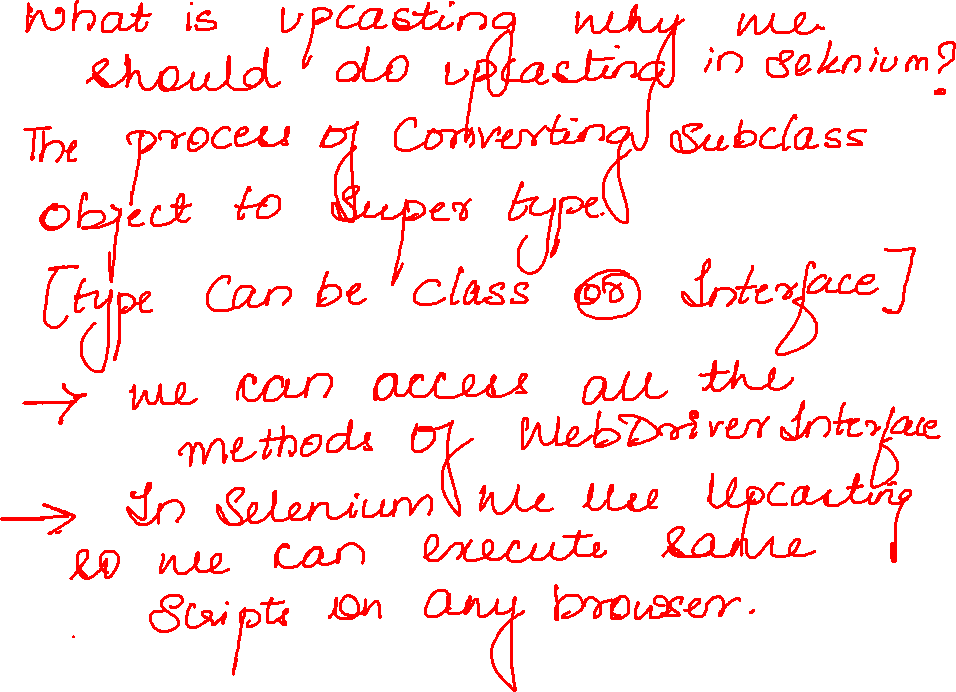 What is upcasting why we
should do upcasting in Seknium?
The process of Converting Subclass
object to Super type
[type Can be class or Interface]
→ we can access all the
methods of WebDriver Interface
→ In Selenium we use Upcasting
so we can execute same
Scripts on any browser.